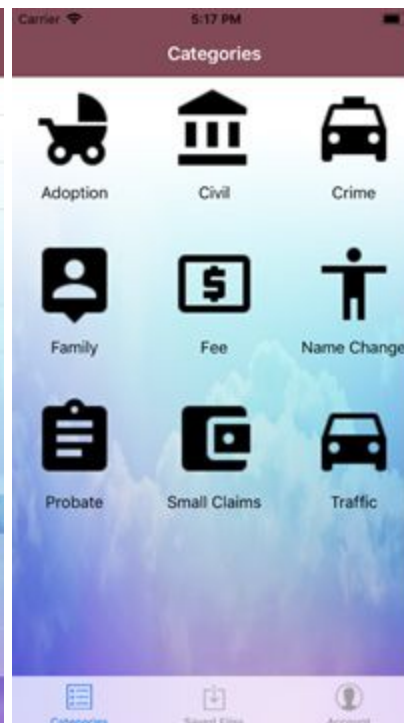 Carrier 5:17 PM
Categories
Adoption Civil Crime
$
Family Fee Name Change
Probate Small Claims Traffic
Categories Saved Files Account